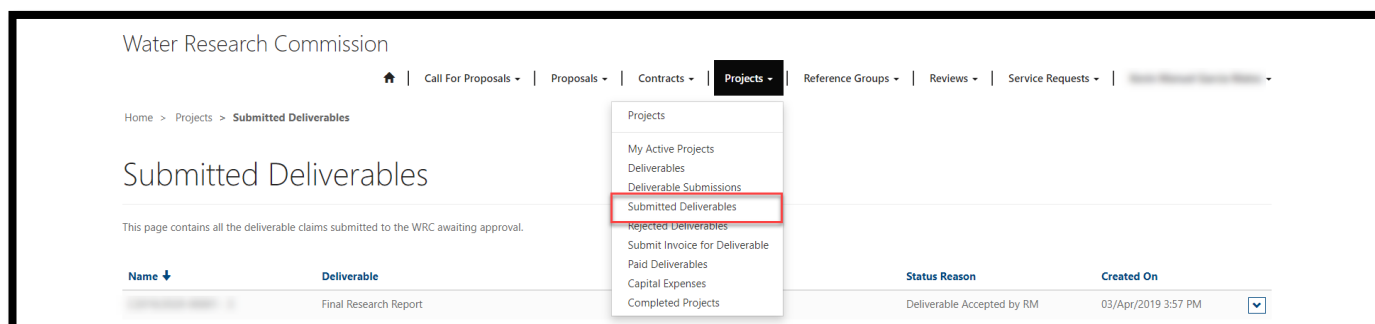 Water Research Commission
Call For Proposals | Proposals | Contracts | Projects | Reference Groups | Reviews | Service Requests |
Home > Projects > Submitted Deliverables
Projects
My Active Projects
Deliverables
Deliverable Submissions
Submitted Deliverables
Rejected Deliverables
Submit Invoice for Deliverable
Paid Deliverables
Capital Expenses
Completed Projects
Submitted Deliverables
This page contains all the deliverable claims submitted to the WRC awaiting approval.
Name Deliverable Status Reason Created On
Final Research Report Deliverable Accepted by RM 03/Apr/2019 3:57 PM